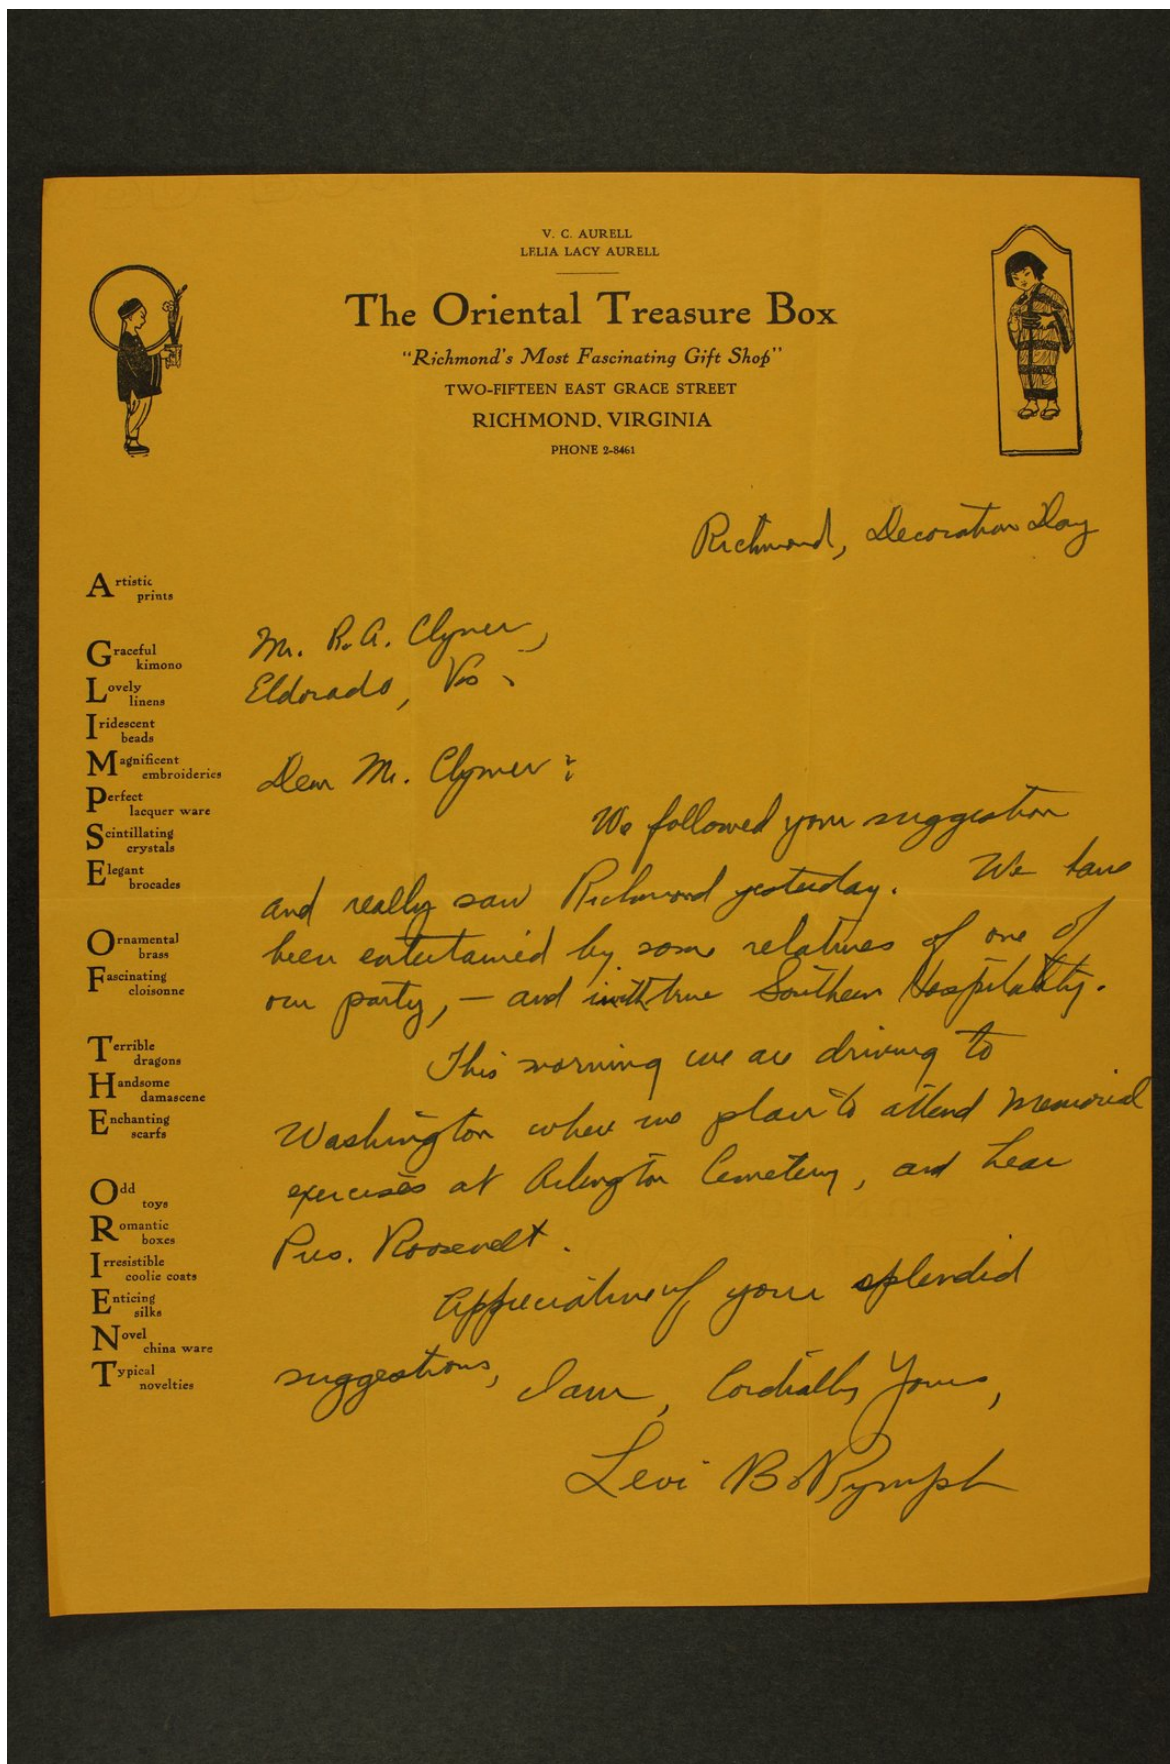 V. C. AURELL
LELIA LACY AURELL
The Oriental Treasure Box
"Richmond's Most Fascinating Gift Shop"
TWO-FIFTEEN EAST GRACE STREET
RICHMOND, VIRGINIA
PHONE 2-8461
Richmond, Decoration Day
Artistic
prints
Graceful
kimono
Lovely
linens
Iridescent
beads
Magnificent
embroideries
Perfect
lacquer ware
Scintillating
crystals
Elegant
brocades
Ornamental
brass
Fascinating
cloisonne
Terrible
dragons
Handsome
damascene
Enchanting
scarfs
Odd
toys
Romantic
boxes
Irresistible
coolie coats
Enticing
silks
Novel
china ware
Typical
novelties
Mr. R. A. Clymer,
Eldorado,
Dear Mr. Clymer:
We followed your suggestion
and really saw Richmond yesterday. We have
been entertained by some relatives of one of
our party, — and with true Southern Hospitality.
This morning we are driving to
Washington where we plan to attend Memorial
exercises at Arlington Cemetery, and hear
Pres. Roosevelt.
Appreciative of your splendid
suggestions, I am, Cordially Yours,
Levi B. Rymph